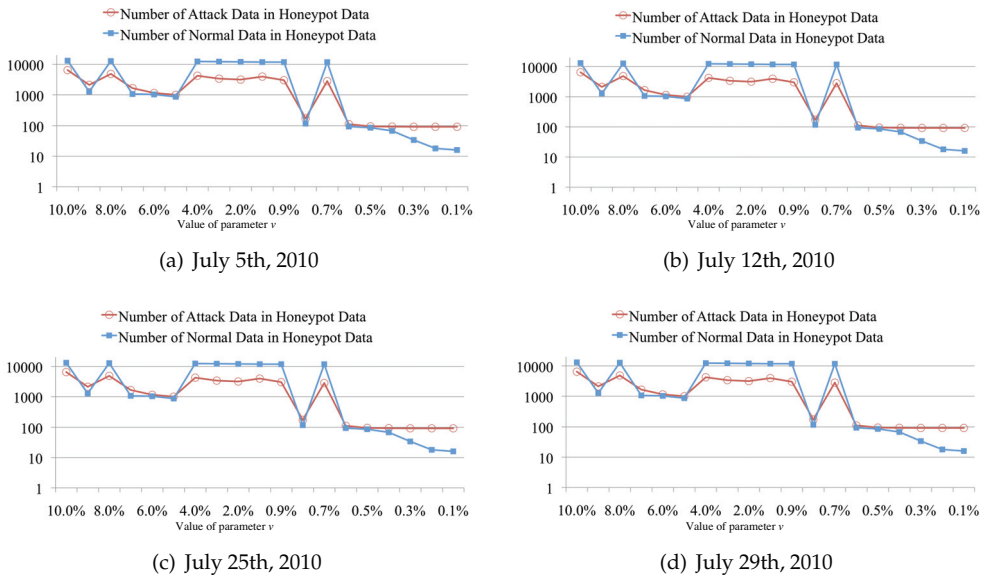 Number of Attack Data in Honeypot Data
Number of Normal Data in Honeypot Data
10000
1000
100
10
1
10.0% 8.0% 6.0% 4.0% 2.0% 0.9% 0.7% 0.5% 0.3% 0.1%
Value of parameter v
(a) July 5th, 2010
Number of Attack Data in Honeypot Data
Number of Normal Data in Honeypot Data
10000
1000
100
10
1
10.0% 8.0% 6.0% 4.0% 2.0% 0.9% 0.7% 0.5% 0.3% 0.1%
Value of parameter v
(b) July 12th, 2010
Number of Attack Data in Honeypot Data
Number of Normal Data in Honeypot Data
10000
1000
100
10
1
10.0% 8.0% 6.0% 4.0% 2.0% 0.9% 0.7% 0.5% 0.3% 0.1%
Value of parameter v
(c) July 25th, 2010
Number of Attack Data in Honeypot Data
Number of Normal Data in Honeypot Data
10000
1000
100
10
1
10.0% 8.0% 6.0% 4.0% 2.0% 0.9% 0.7% 0.5% 0.3% 0.1%
Value of parameter v
(d) July 29th, 2010